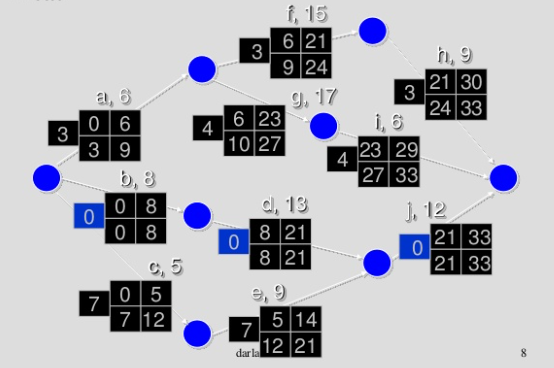 f, 15
3 6 21
9 24
h, 9
3 21 30
24 33
a, 6
3 0 6
3 9
g, 17
4 6 23
10 27
i, 6
4 23 29
27 33
b, 8
0 0 8
0 8
d, 13
0 8 21
8 21
j, 12
0 21 33
21 33
c, 5
7 0 5
7 12
e, 9
7 5 14
12 21
darla
8